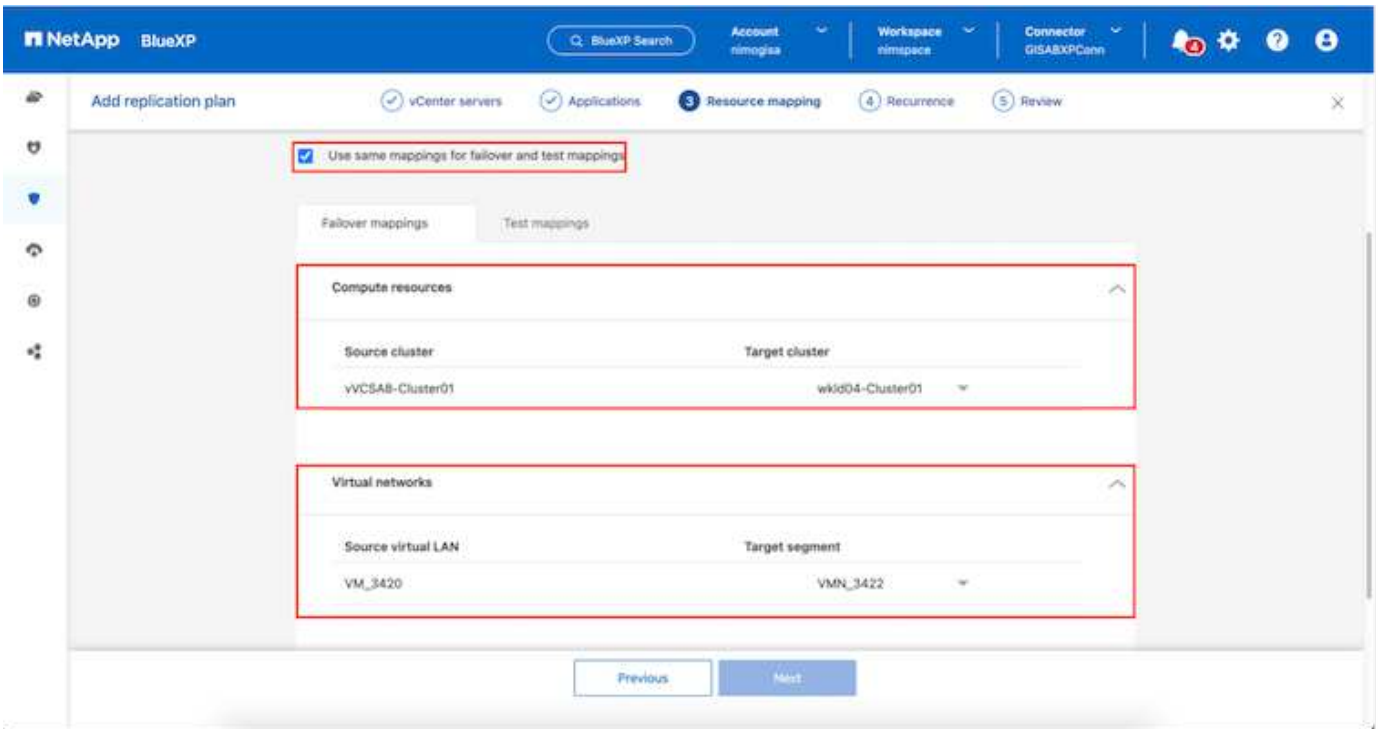 NetApp BlueXP BlueXP Search Account Workspace Connector
nimogisa nimspace GISABXPConn 4
Add replication plan vCenter servers Applications 3 Resource mapping 4 Recurrence 5 Review
Use same mappings for failover and test mappings
Failover mappings Test mappings
Compute resources
Source cluster Target cluster
vVCSA8-Cluster01 wkld04-Cluster01
Virtual networks
Source virtual LAN Target segment
VM_3420 VMN_3422
Previous Next